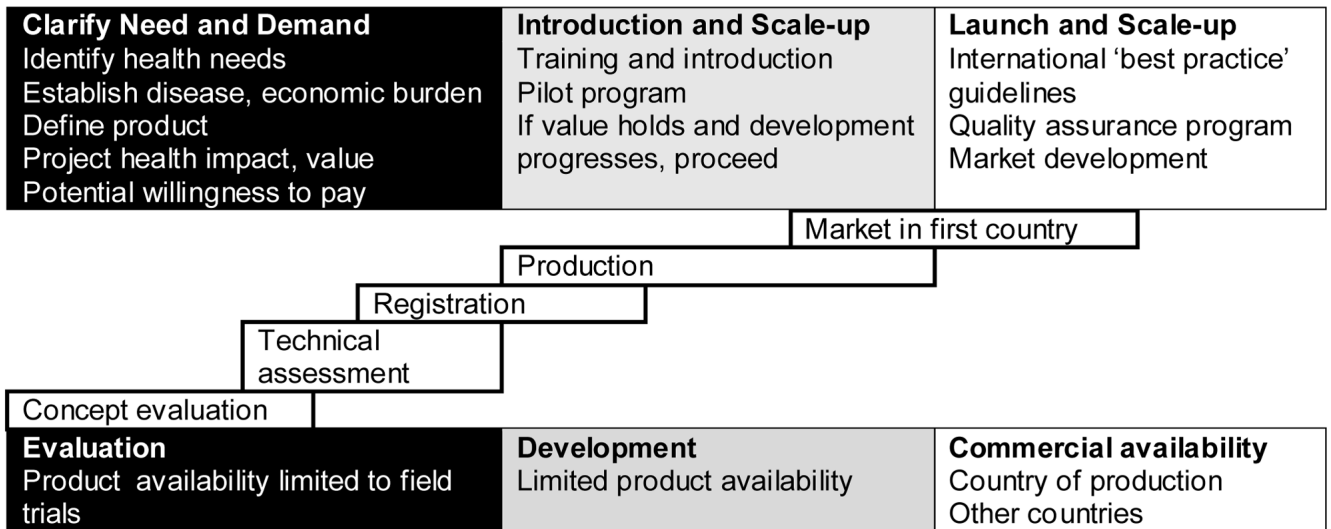 Clarify Need and Demand
Identify health needs
Establish disease, economic burden
Define product
Project health impact, value
Potential willingness to pay
Introduction and Scale-up
Training and introduction
Pilot program
If value holds and development
progresses, proceed
Launch and Scale-up
International ‘best practice’
guidelines
Quality assurance program
Market development
Market in first country
Production
Registration
Technical
assessment
Concept evaluation
Evaluation
Product availability limited to field
trials
Development
Limited product availability
Commercial availability
Country of production
Other countries